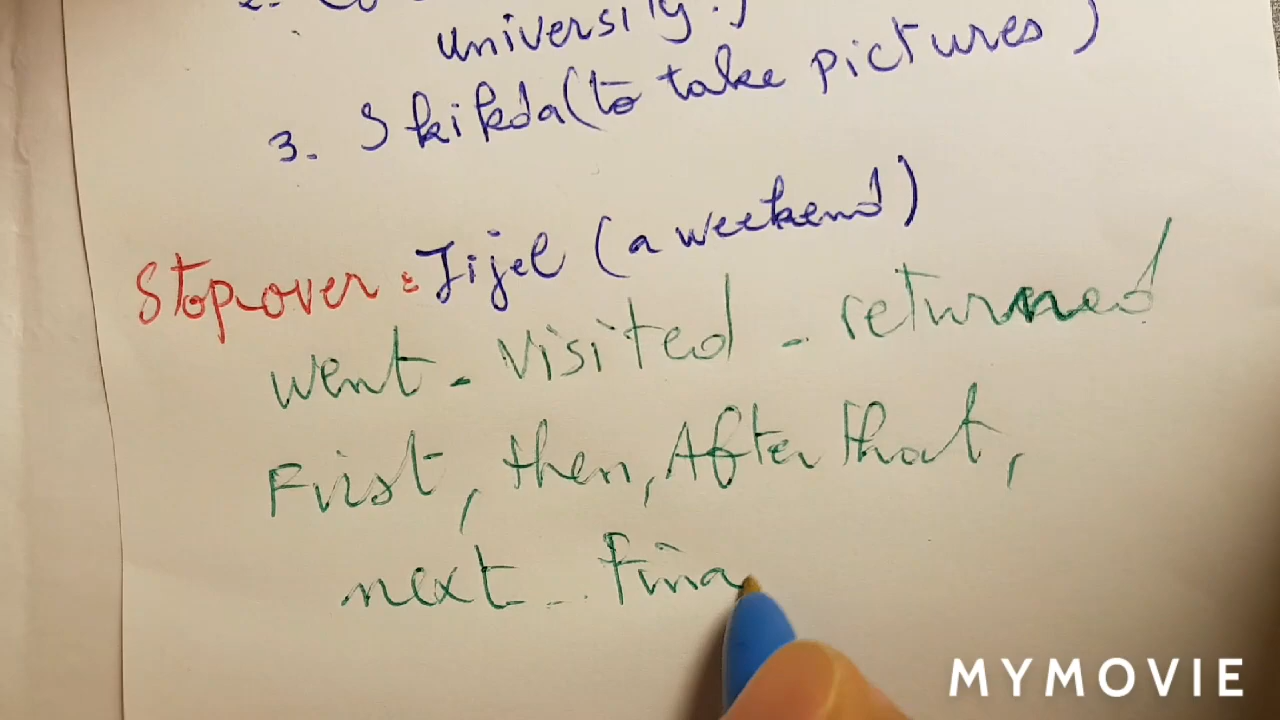 university.)
3. Skikda (to take pictures)
Stopover : Jijel (a weekend)
went - visited - returned
First, then, After that,
next - Fina
MYMOVIE